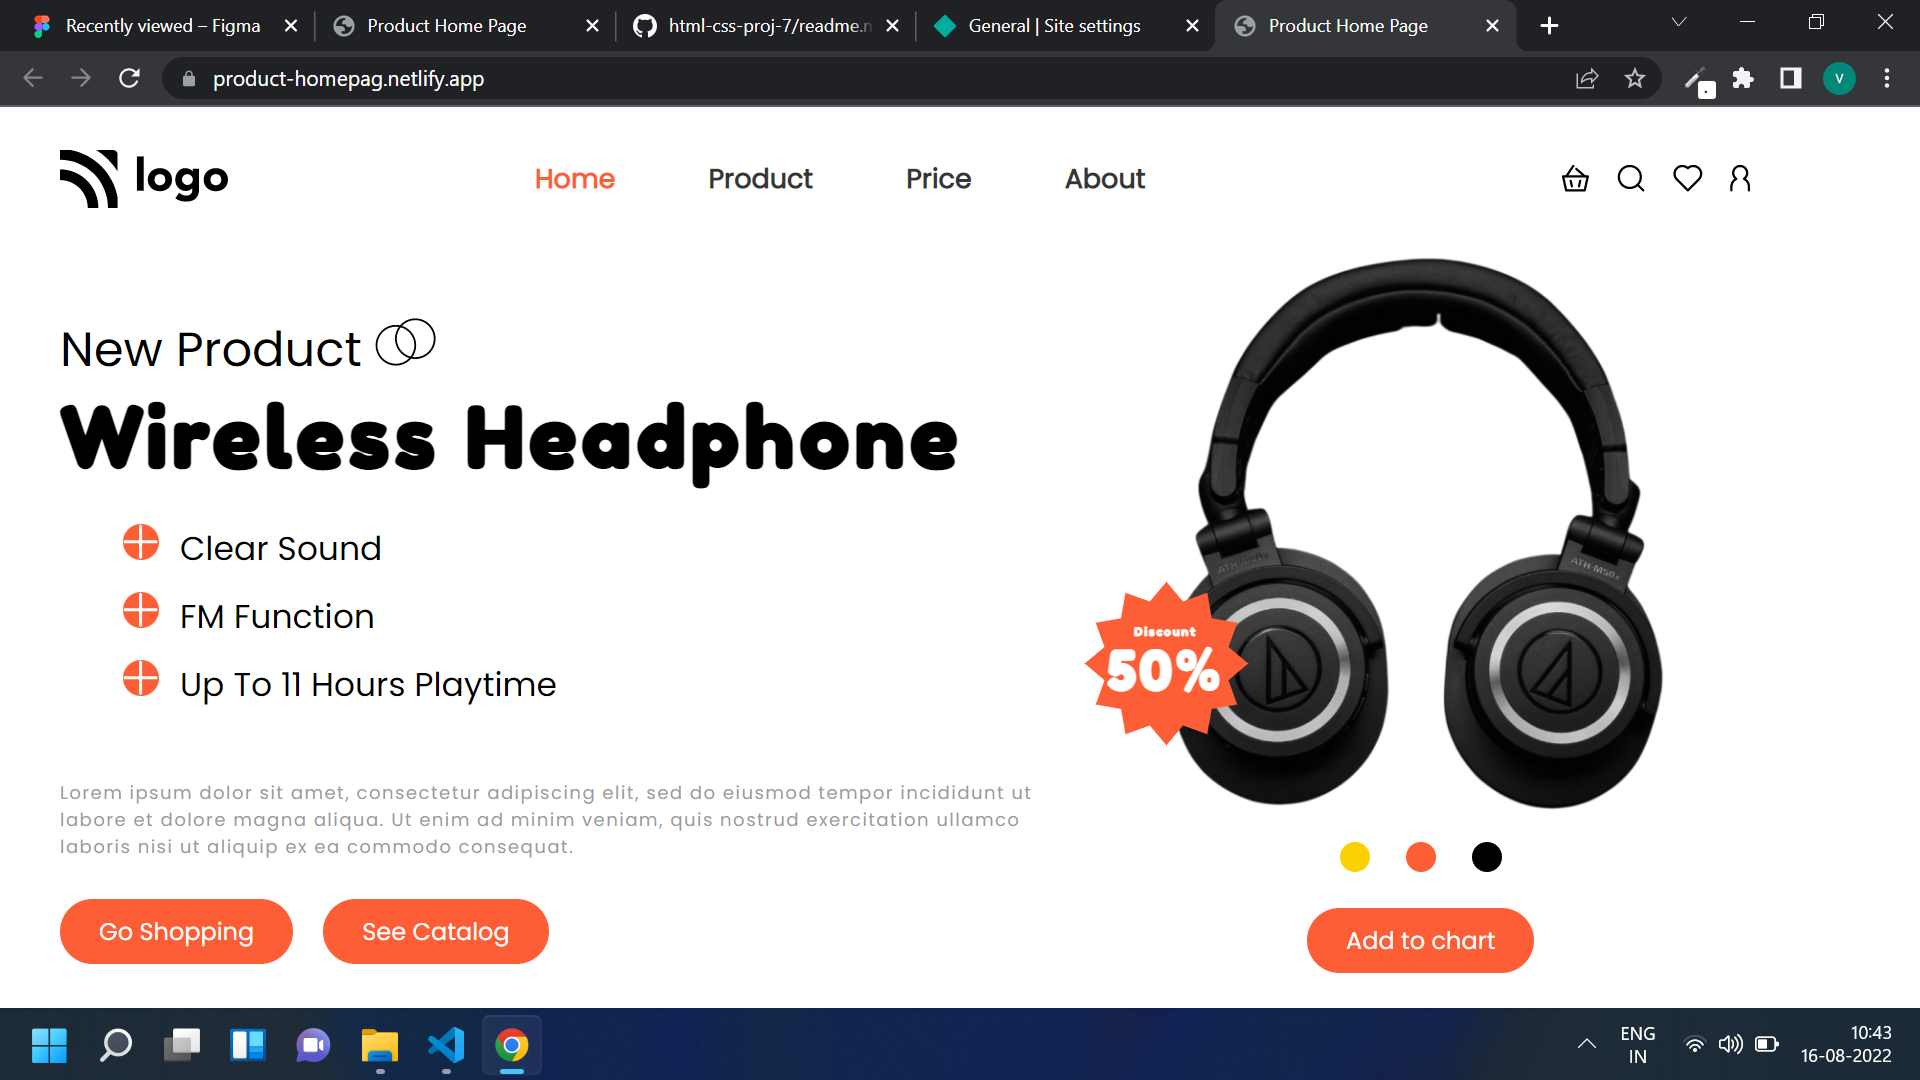 Recently viewed – Figma
Product Home Page
html-css-proj-7/readme.m
General | Site settings
Product Home Page
product-homepag.netlify.app
V
logo
Home
Product
Price
About
New Product
Wireless Headphone
Clear Sound
FM Function
Up To 11 Hours Playtime
ATH-M50x
ATH-M50x
Discount
50%
Lorem ipsum dolor sit amet, consectetur adipiscing elit, sed do eiusmod tempor incididunt ut
labore et dolore magna aliqua. Ut enim ad minim veniam, quis nostrud exercitation ullamco
laboris nisi ut aliquip ex ea commodo consequat.
Go Shopping
See Catalog
Add to chart
ENG
IN
10:43
16-08-2022